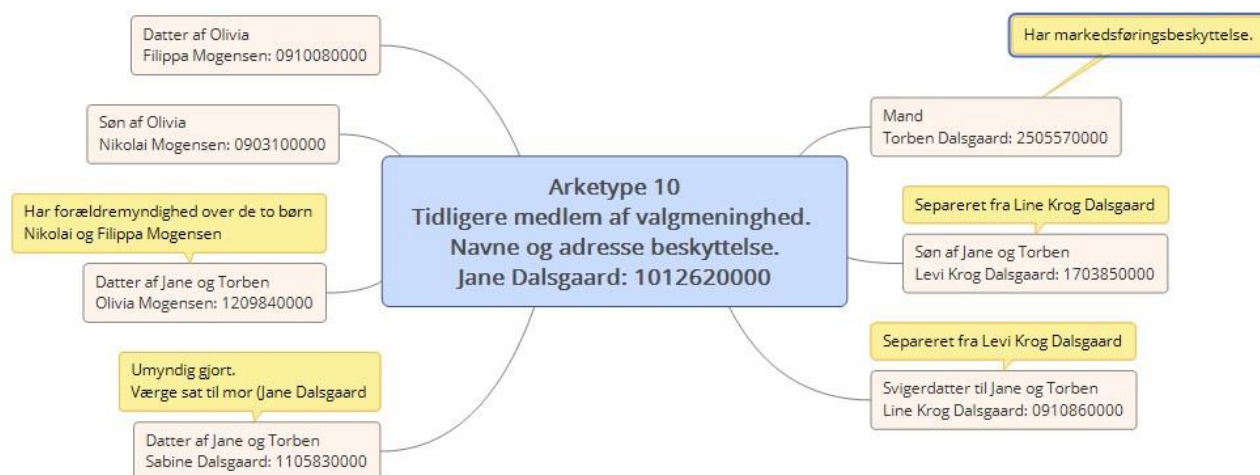 Datter af Olivia
Filippa Mogensen: 0910080000
Har markedsføringsbeskyttelse.
Søn af Olivia
Nikolai Mogensen: 0903100000
Mand
Torben Dalsgaard: 2505570000
Arketype 10
Tidligere medlem af valgmeninghed.
Navne og adresse beskyttelse.
Jane Dalsgaard: 1012620000
Har forældremyndighed over de to børn
Nikolai og Filippa Mogensen
Datter af Jane og Torben
Olivia Mogensen: 1209840000
Separeret fra Line Krog Dalsgaard
Søn af Jane og Torben
Levi Krog Dalsgaard: 1703850000
Umyndig gjort.
Værge sat til mor (Jane Dalsgaard
Datter af Jane og Torben
Sabine Dalsgaard: 1105830000
Separeret fra Levi Krog Dalsgaard
Svigerdatter til Jane og Torben
Line Krog Dalsgaard: 0910860000